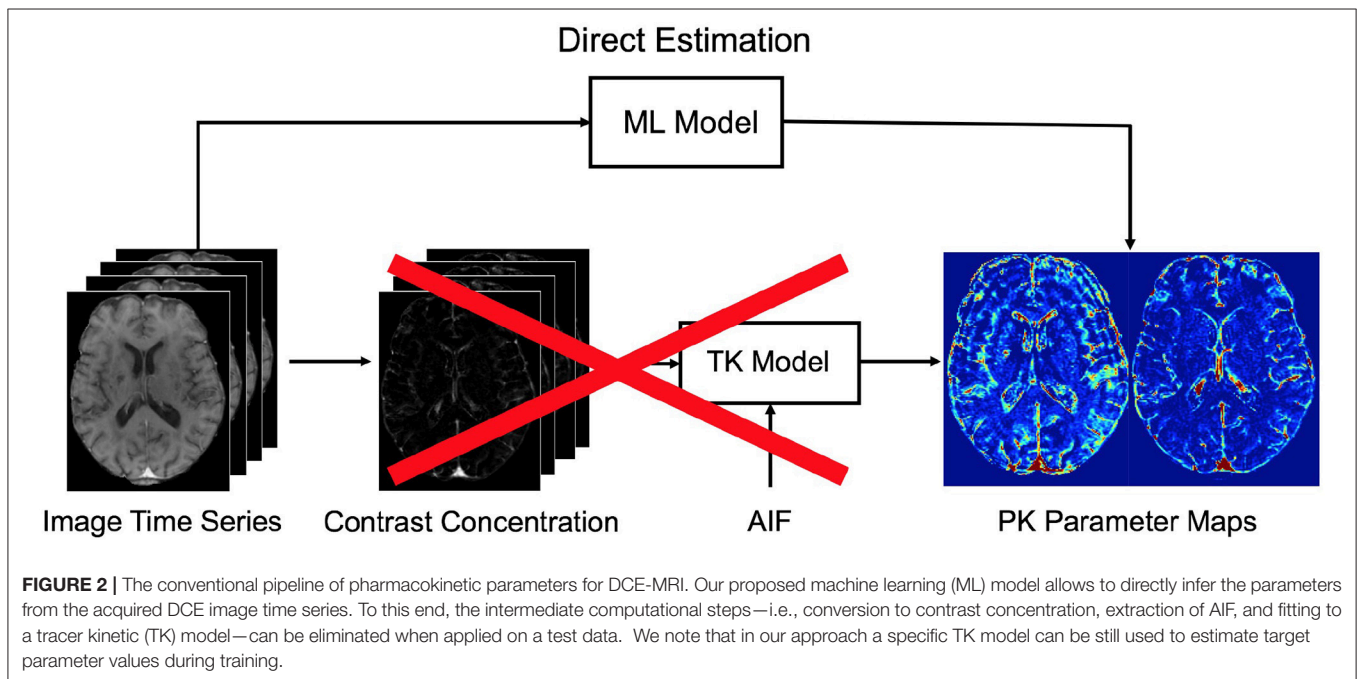 Direct Estimation
ML Model
TK Model
Image Time Series
Contrast Concentration
AIF
PK Parameter Maps
FIGURE 2 | The conventional pipeline of pharmacokinetic parameters for DCE-MRI. Our proposed machine learning (ML) model allows to directly infer the parameters
from the acquired DCE image time series. To this end, the intermediate computational steps—i.e., conversion to contrast concentration, extraction of AIF, and fitting to
a tracer kinetic (TK) model—can be eliminated when applied on a test data. We note that in our approach a specific TK model can be still used to estimate target
parameter values during training.